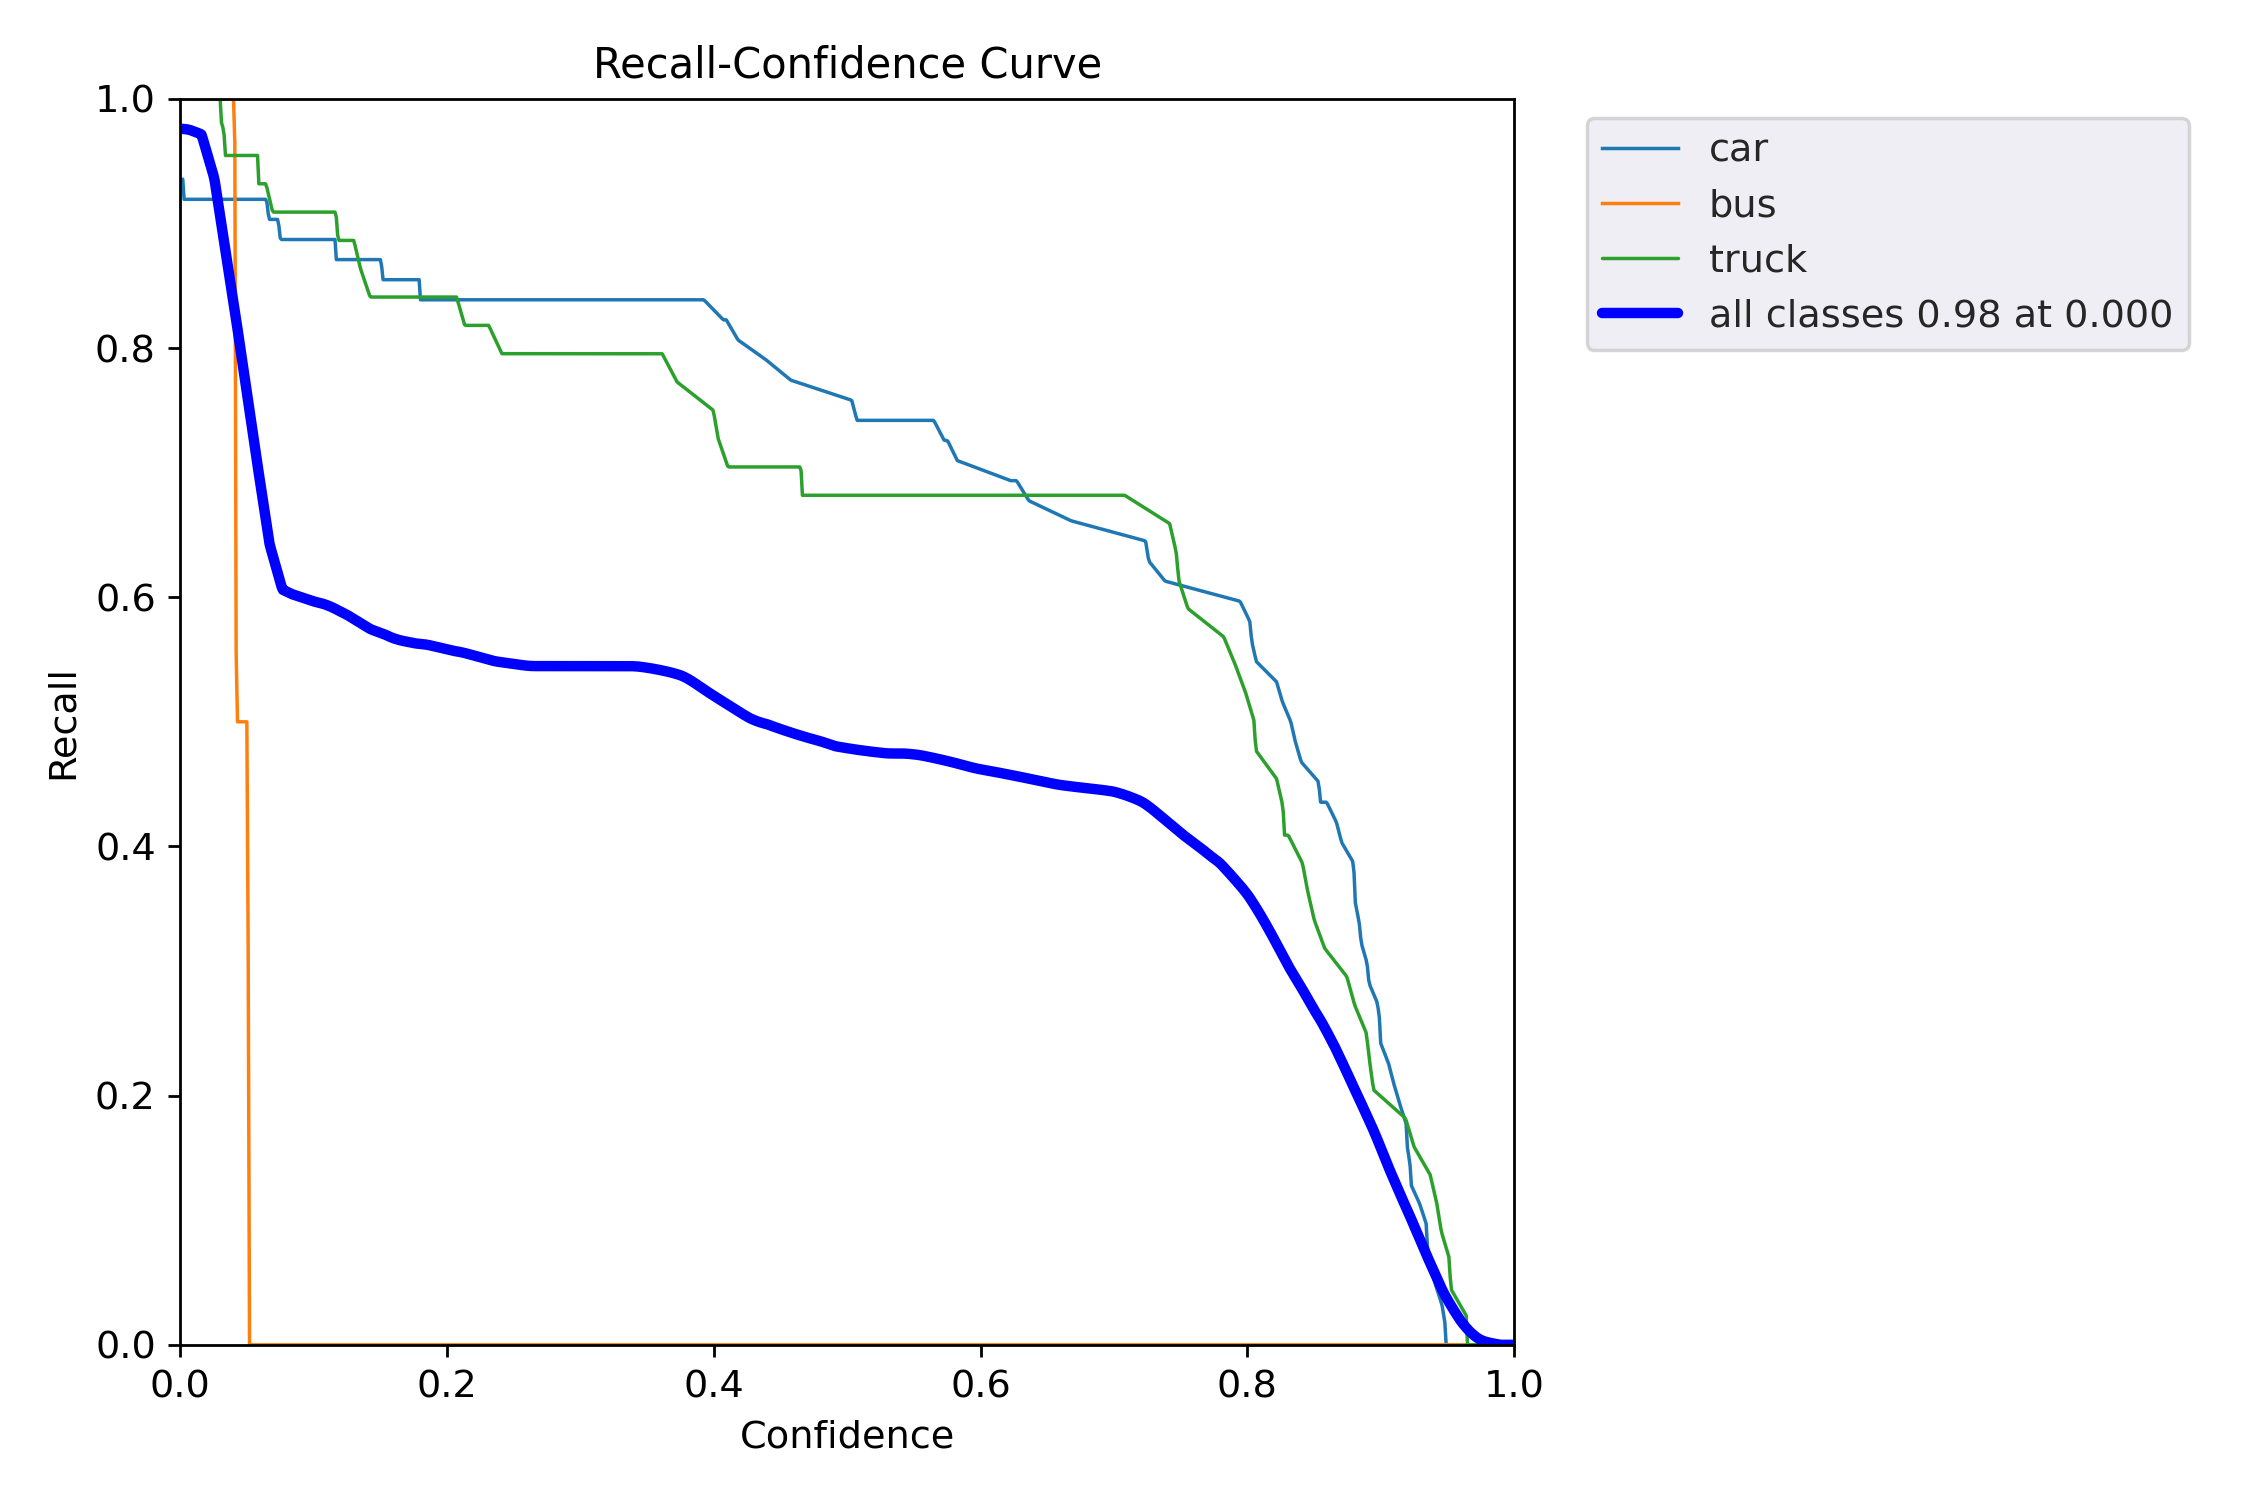 Recall-Confidence Curve
1.0
0.8
0.6
0.4
0.2
0.0
Recall
0.0 0.2 0.4 0.6 0.8 1.0
Confidence
car
bus
truck
all classes 0.98 at 0.000